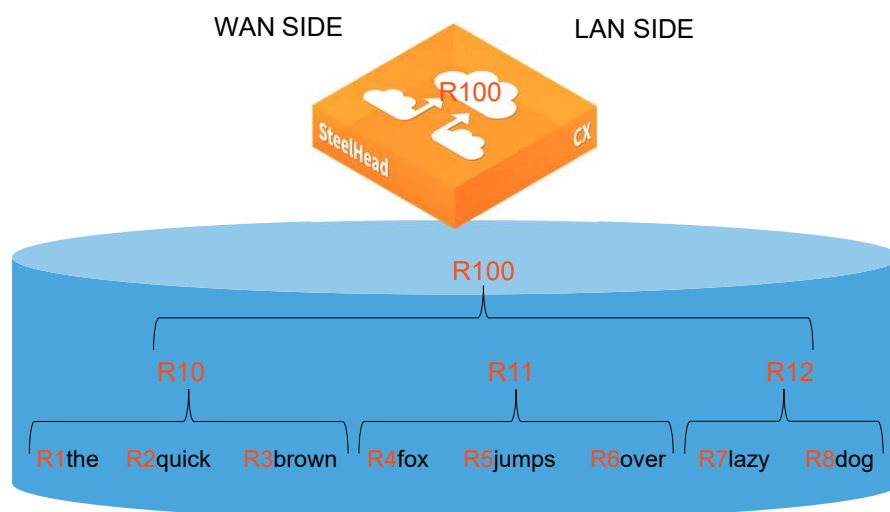 WAN SIDE LAN SIDE
R100
SteelHead CX
R100
R10 R11 R12
R1the R2quick R3brown R4fox R5jumps R6over R7lazy R8dog